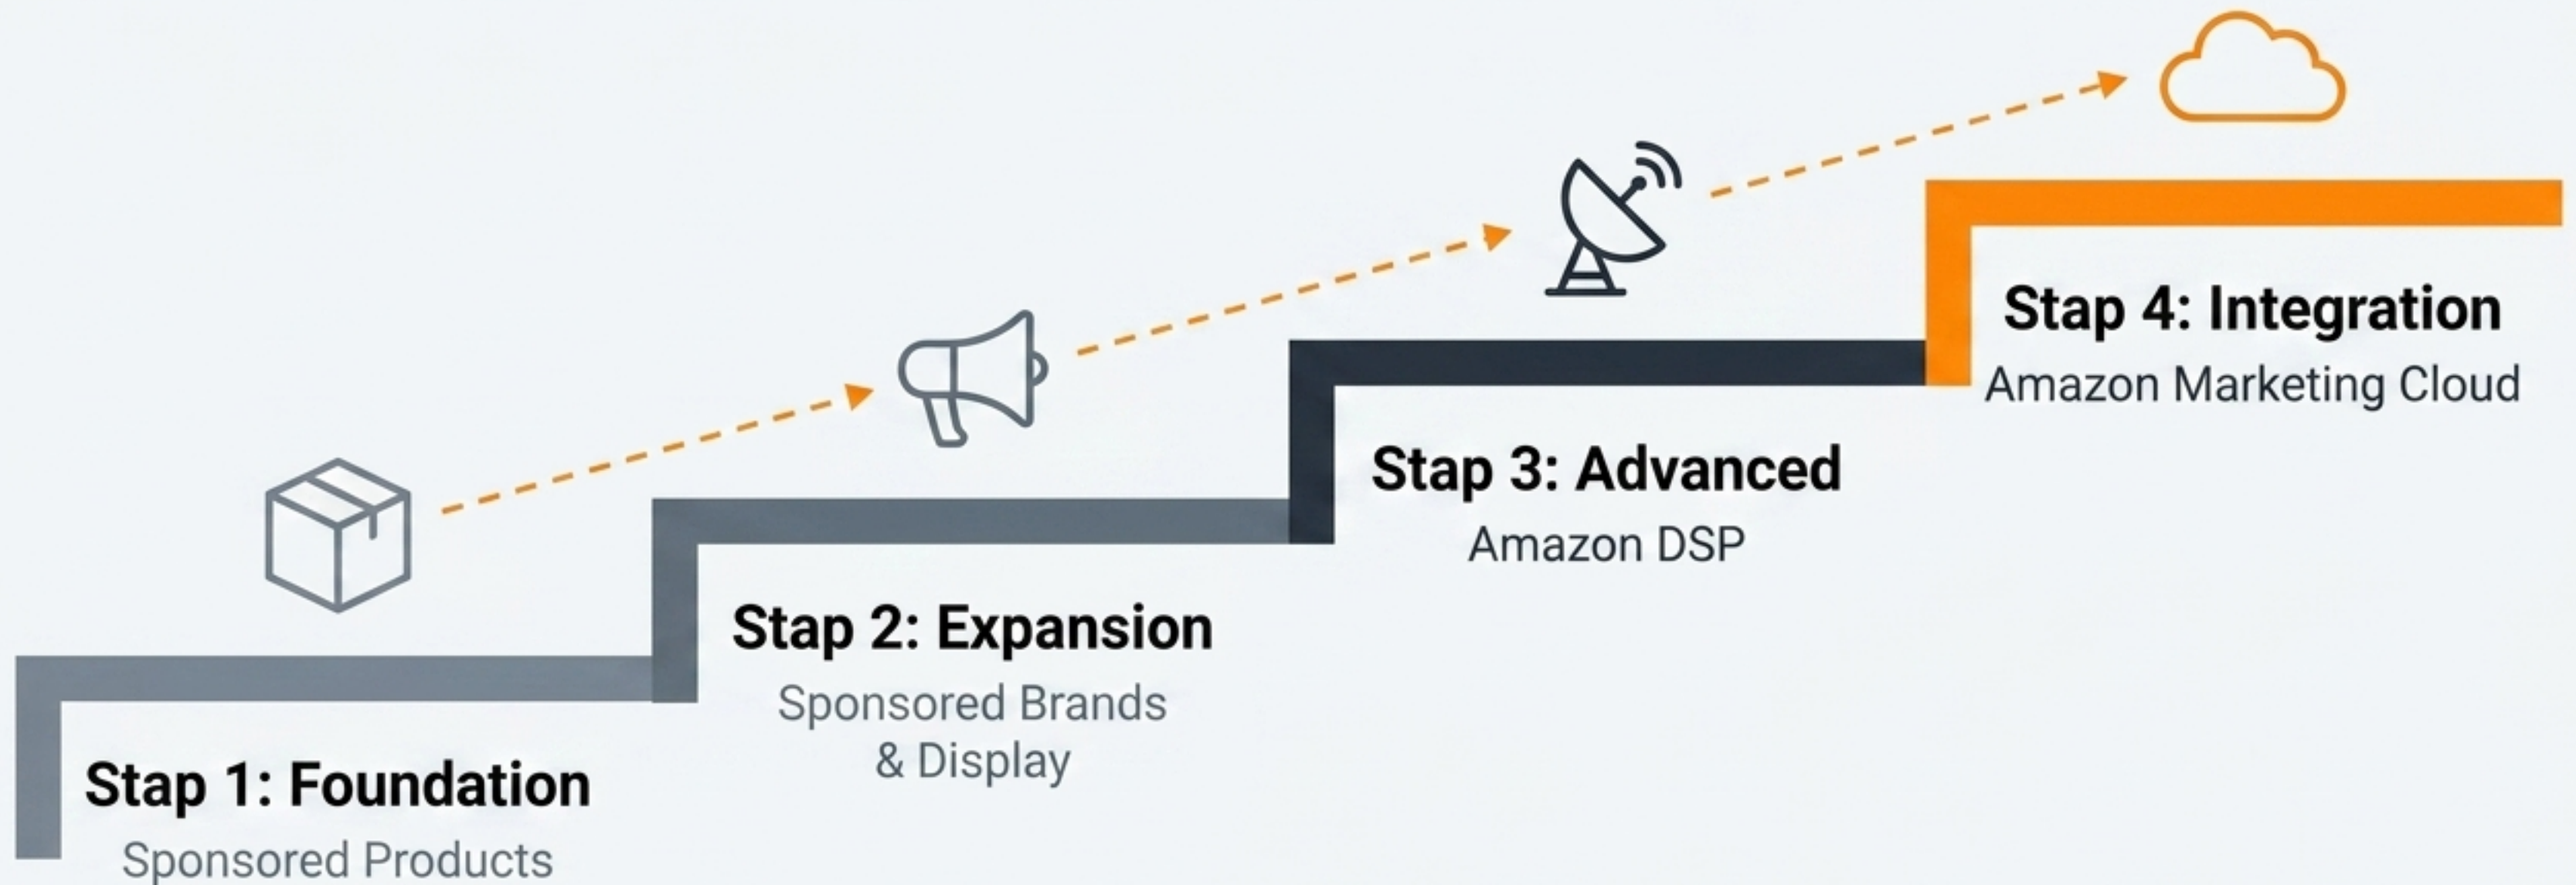 Stap 1: Foundation
Sponsored Products
Stap 2: Expansion
Sponsored Brands
& Display
Stap 3: Advanced
Amazon DSP
Stap 4: Integration
Amazon Marketing Cloud